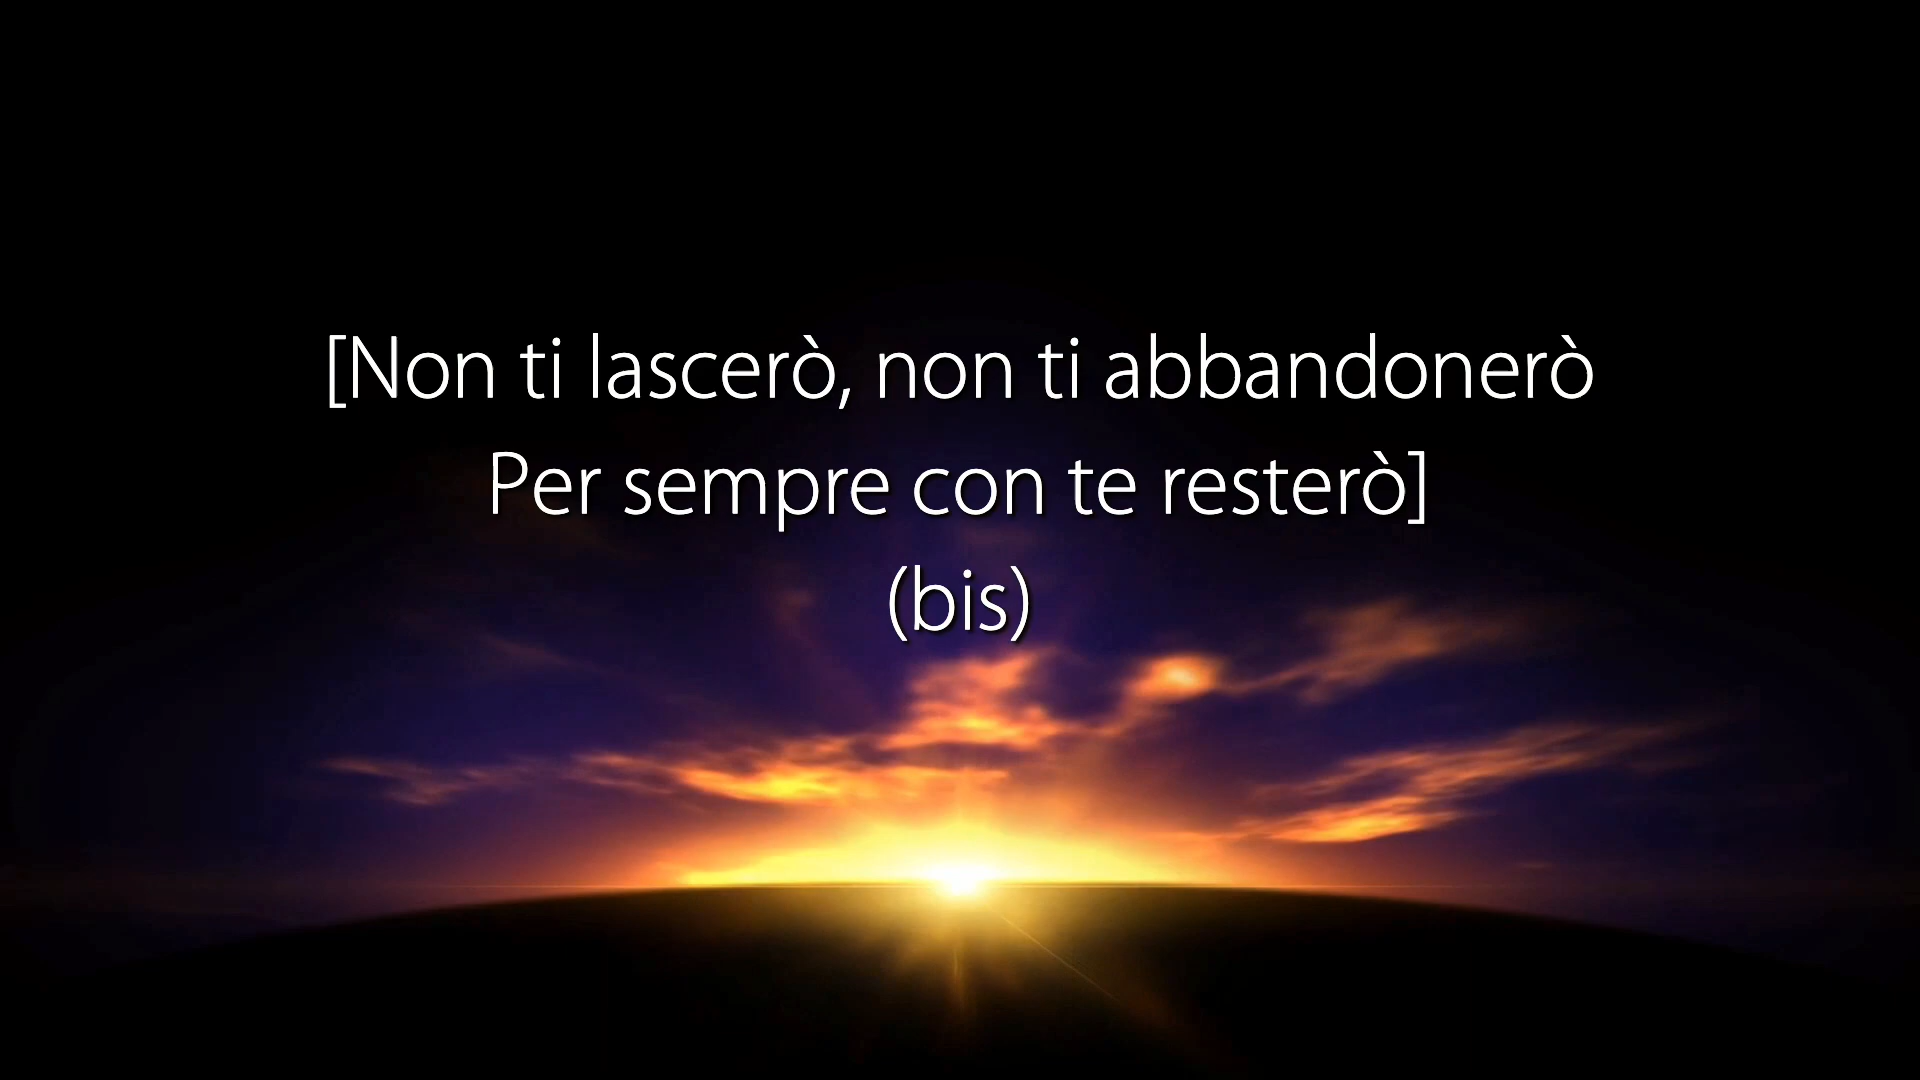 [Non ti lascerò, non ti abbandonerò
Per sempre con te resterò]
(bis)